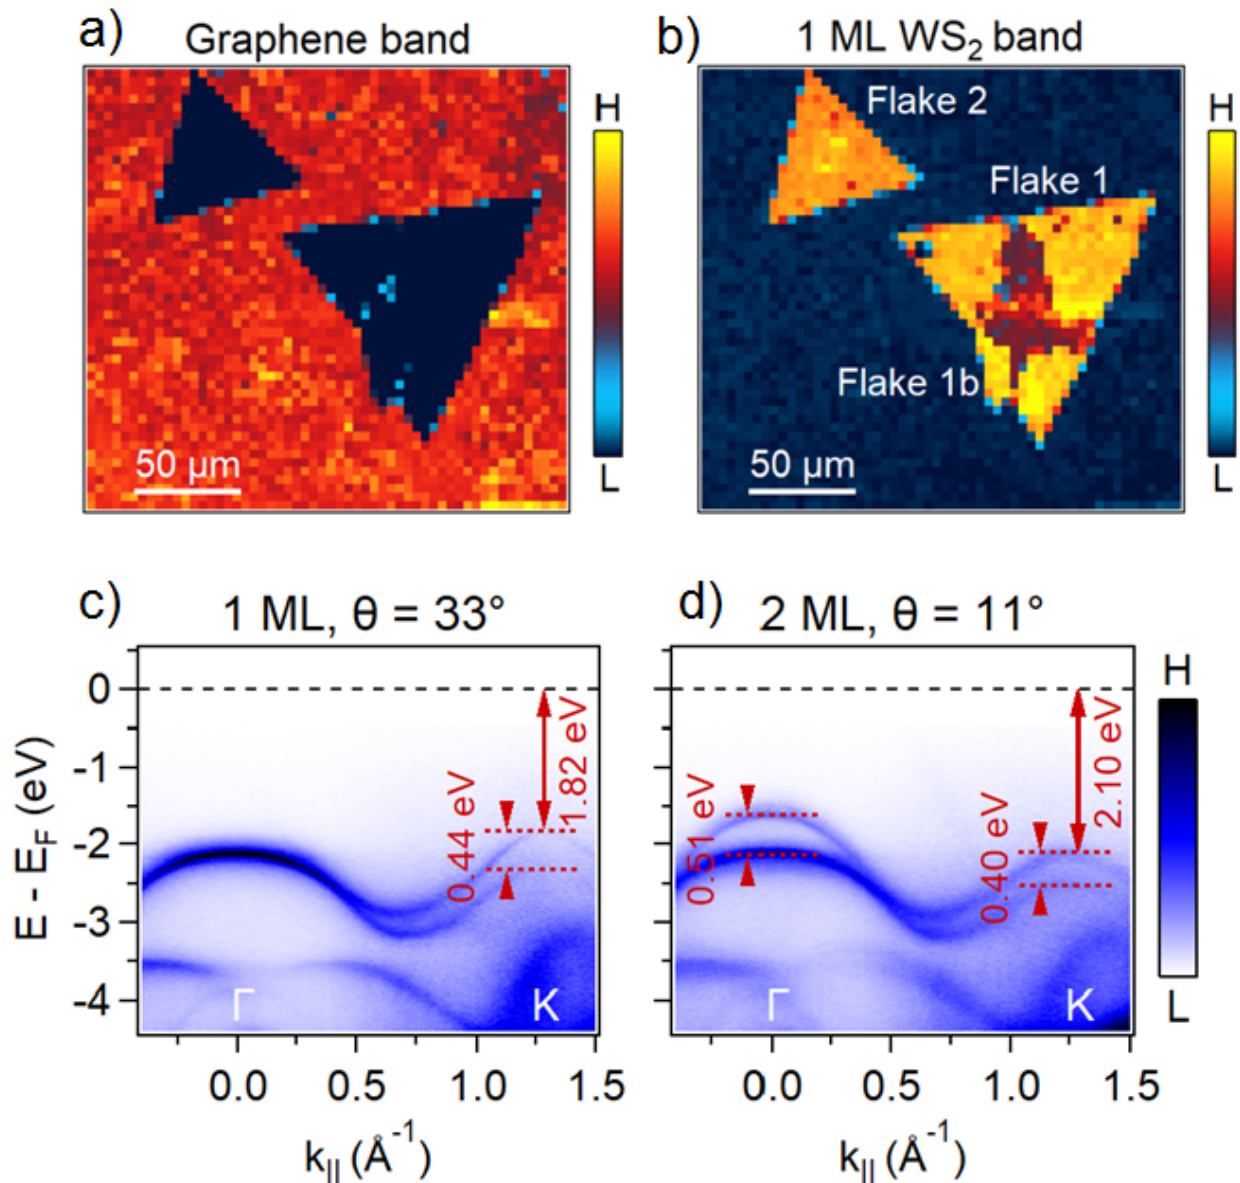 a)
Graphene band
H
L
50 µm
b)
1 ML WS₂ band
Flake 2
Flake 1
Flake 1b
50 µm
H
L
c)
1 ML, θ = 33°
E - E_F (eV)
0
-1
-2
-3
-4
0.44 eV
1.82 eV
Γ
K
0.0
0.5
1.0
1.5
k_|| (Å⁻¹)
d)
2 ML, θ = 11°
0.51 eV
0.40 eV
2.10 eV
Γ
K
0.0
0.5
1.0
1.5
k_|| (Å⁻¹)
H
L